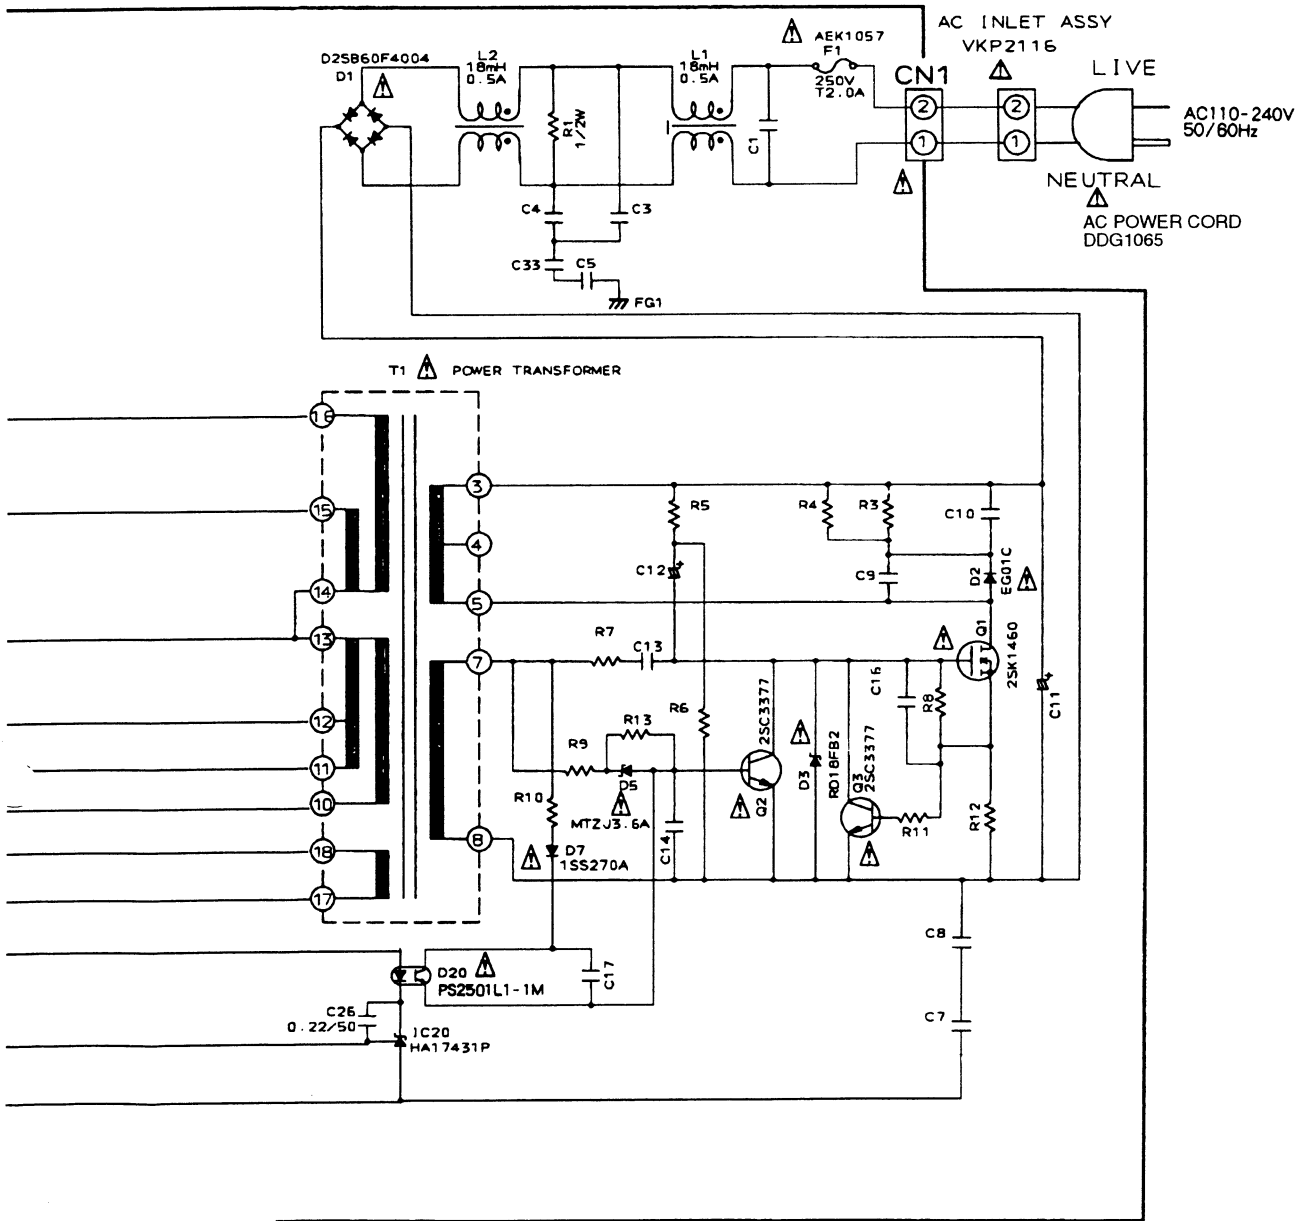 AC INLET ASSY
VKP2116
AEK1057
F1
250V
T2.0A
D2SB60F4004
D1
L2
18mH
0.5A
L1
18mH
0.5A
CN1
LIVE
2
2
AC110-240V
50/60Hz
1
1
R1
1/2W
C1
NEUTRAL
AC POWER CORD
DDG1065
C4
C3
C33
C5
FG1
T1
POWER TRANSFORMER
16
3
15
R5
R4
R3
C10
4
C12
C9
D2
EG01C
14
5
13
R7
C13
Q1
2SK1460
7
C16
R8
C11
12
R13
R6
2SC3377
R9
11
D5
D3
RD18FB2
Q3
2SC3377
10
R10
MTZJ3.6A
Q2
R11
R12
8
D7
1SS270A
C14
18
17
C8
D20
PS2501L1-1M
C17
C26
0.22/50
C7
IC20
HA17431P